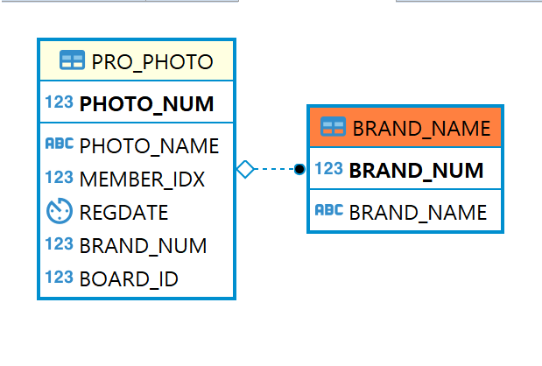 PRO_PHOTO
123 PHOTO_NUM
ABC PHOTO_NAME
123 MEMBER_IDX
REGDATE
123 BRAND_NUM
123 BOARD_ID
BRAND_NAME
123 BRAND_NUM
ABC BRAND_NAME